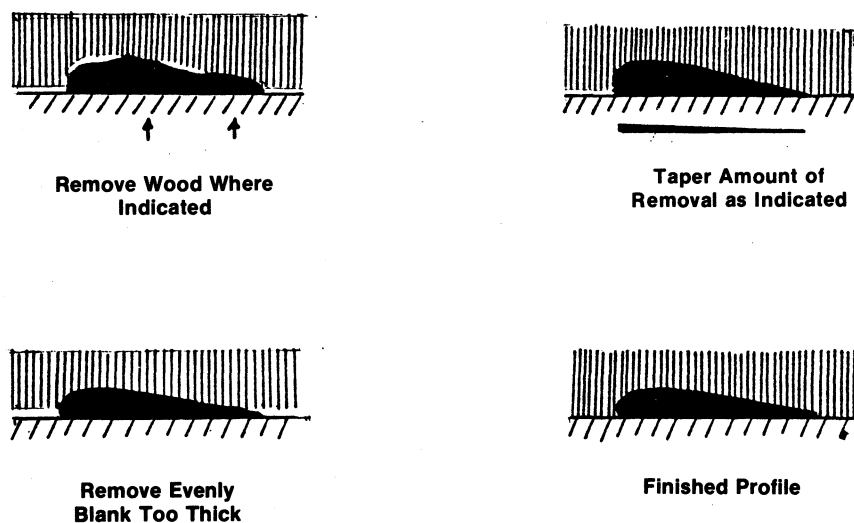 Remove Wood Where
Indicated
Taper Amount of
Removal as Indicated
Remove Evenly
Blank Too Thick
Finished Profile